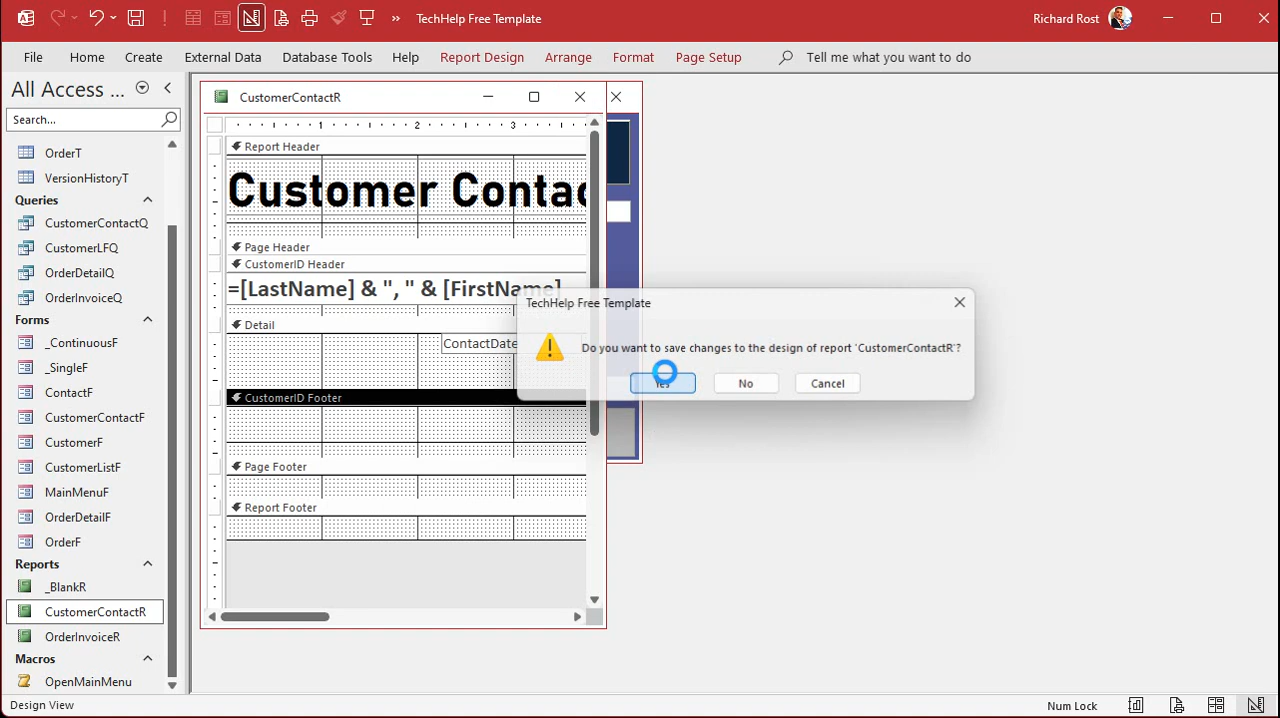 TechHelp Free Template
Richard Rost
File Home Create External Data Database Tools Help Report Design Arrange Format Page Setup Tell me what you want to do
All Access ...
Search...
OrderT
VersionHistoryT
Queries
CustomerContactQ
CustomerLFQ
OrderDetailQ
OrderInvoiceQ
Forms
_ContinuousF
_SingleF
ContactF
CustomerContactF
CustomerF
CustomerListF
MainMenuF
OrderDetailF
OrderF
Reports
_BlankR
CustomerContactR
OrderInvoiceR
Macros
OpenMainMenu
CustomerContactR
1 2 3
Report Header
Customer Contac
Page Header
CustomerID Header
=[LastName] & ", " & [FirstName]
Detail
ContactDate
CustomerID Footer
Page Footer
Report Footer
TechHelp Free Template
Do you want to save changes to the design of report 'CustomerContactR'?
Yes No Cancel
Design View
Num Lock